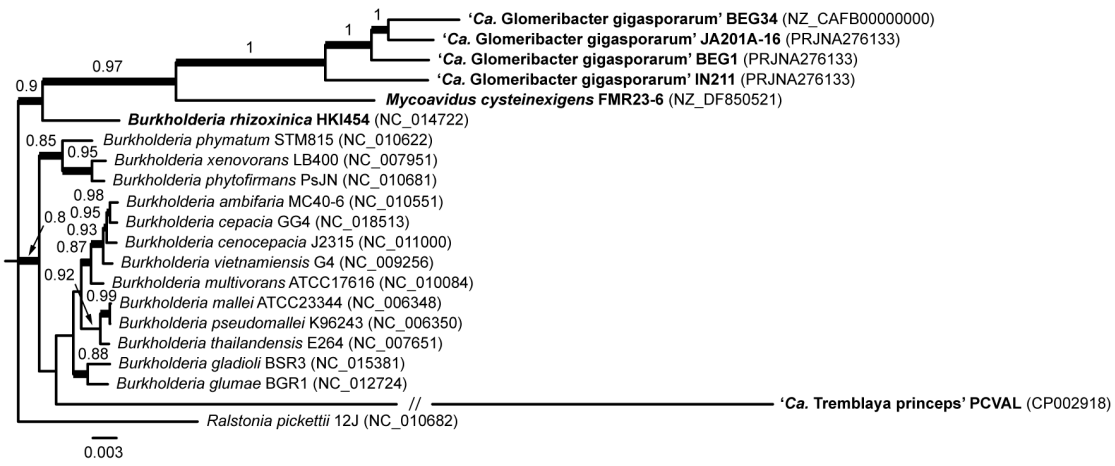 1
'Ca. Glomeribacter gigasporarum' BEG34 (NZ_CAFB00000000)
1
'Ca. Glomeribacter gigasporarum' JA201A-16 (PRJNA276133)
1
'Ca. Glomeribacter gigasporarum' BEG1 (PRJNA276133)
0.97
'Ca. Glomeribacter gigasporarum' IN211 (PRJNA276133)
0.9
Mycoavidus cysteinexigens FMR23-6 (NZ_DF850521)
Burkholderia rhizoxinica HKI454 (NC_014722)
0.85
Burkholderia phymatum STM815 (NC_010622)
0.95
Burkholderia xenovorans LB400 (NC_007951)
Burkholderia phytofirmans PsJN (NC_010681)
0.98
Burkholderia ambifaria MC40-6 (NC_010551)
0.8
0.95
Burkholderia cepacia GG4 (NC_018513)
0.93
Burkholderia cenocepacia J2315 (NC_011000)
0.87
Burkholderia vietnamiensis G4 (NC_009256)
0.92
Burkholderia multivorans ATCC17616 (NC_010084)
0.99
Burkholderia mallei ATCC23344 (NC_006348)
Burkholderia pseudomallei K96243 (NC_006350)
Burkholderia thailandensis E264 (NC_007651)
0.88
Burkholderia gladioli BSR3 (NC_015381)
Burkholderia glumae BGR1 (NC_012724)
//
'Ca. Tremblaya princeps' PCVAL (CP002918)
Ralstonia pickettii 12J (NC_010682)
0.003